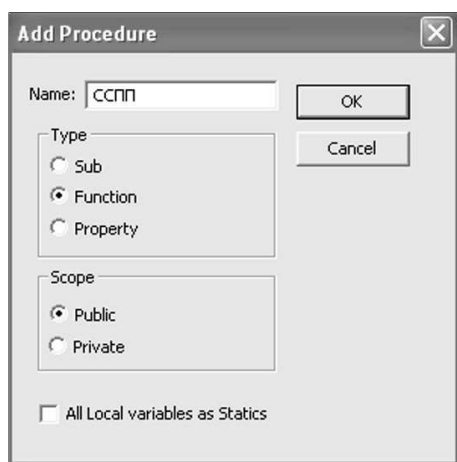 Add Procedure
Name: ССПП
OK
Cancel
Type
Sub
Function
Property
Scope
Public
Private
All Local variables as Statics